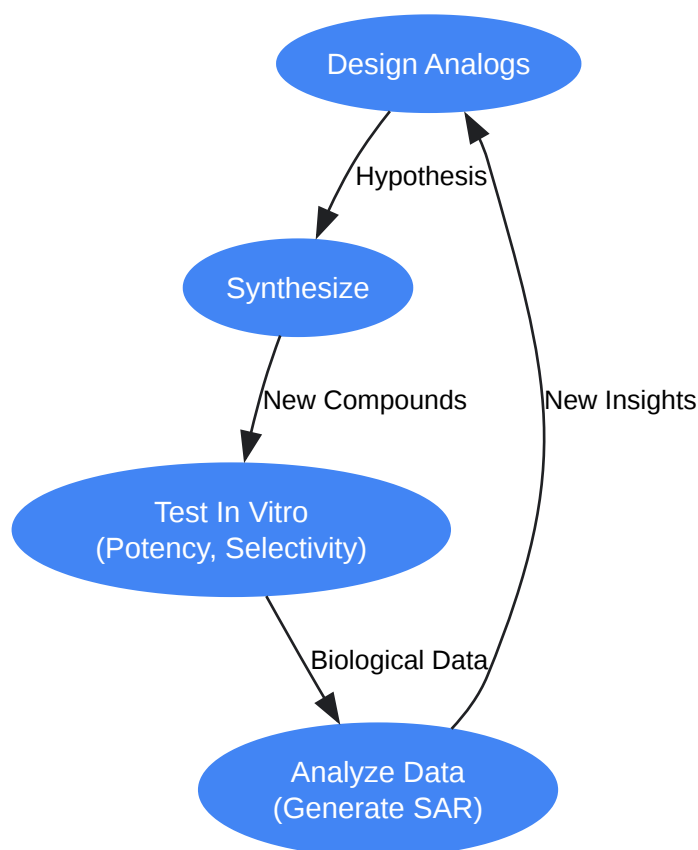 Design Analogs
Hypothesis
Synthesize
New Compounds
New Insights
Test In Vitro
(Potency, Selectivity)
Biological Data
Analyze Data
(Generate SAR)